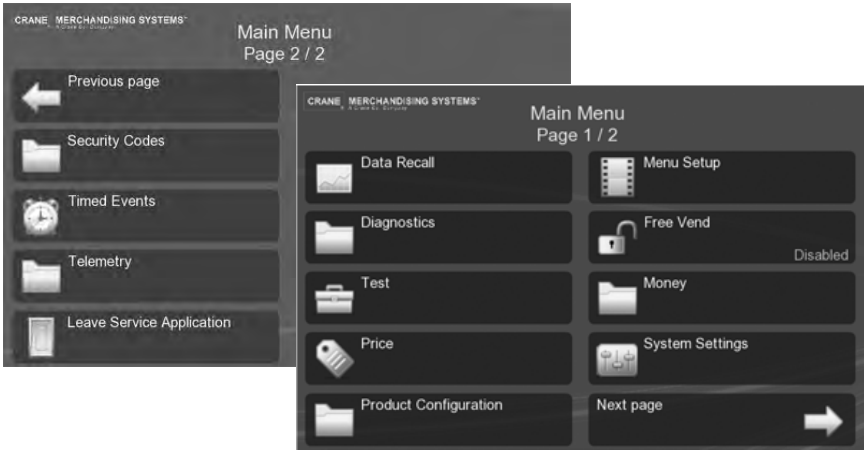 CRANE MERCHANDISING SYSTEMS
Main Menu
Page 2 / 2
Previous page
Security Codes
Timed Events
Telemetry
Leave Service Application
CRANE MERCHANDISING SYSTEMS
Main Menu
Page 1 / 2
Data Recall
Menu Setup
Diagnostics
Free Vend
Disabled
Test
Money
Price
System Settings
Product Configuration
Next page